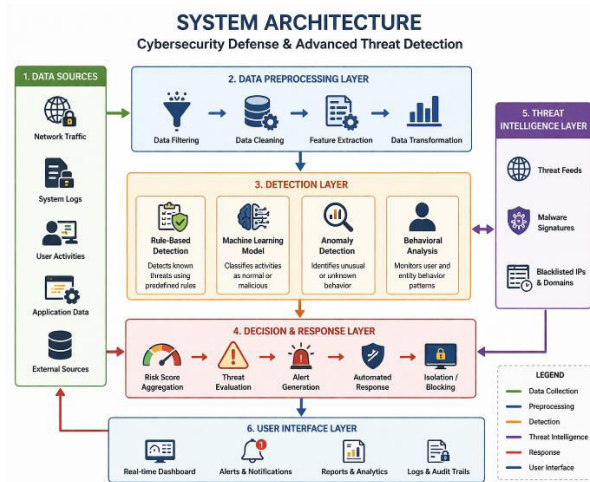 SYSTEM ARCHITECTURE
Cybersecurity Defense & Advanced Threat Detection
1. DATA SOURCES
Network Traffic
System Logs
User Activities
Application Data
External Sources
2. DATA PREPROCESSING LAYER
Data Filtering
Data Cleaning
Feature Extraction
Data Transformation
3. DETECTION LAYER
Rule-Based
Detection
Detects known
threats using
predefined rules
Machine Learning
Model
Classifies activities
as normal or
malicious
Anomaly
Detection
Identifies unusual
or unknown
behavior
Behavioral
Analysis
Monitors user and
entity behavior
patterns
4. DECISION & RESPONSE LAYER
Risk Score
Aggregation
Threat
Evaluation
Alert
Generation
Automated
Response
Isolation /
Blocking
5. THREAT
INTELLIGENCE LAYER
Threat Feeds
Malware
Signatures
Blacklisted IPs
& Domains
6. USER INTERFACE LAYER
Real-time Dashboard
1
Alerts & Notifications
Reports & Analytics
Logs & Audit Trails
LEGEND
Data Collection
Preprocessing
Detection
Threat Intelligence
Response
User Interface